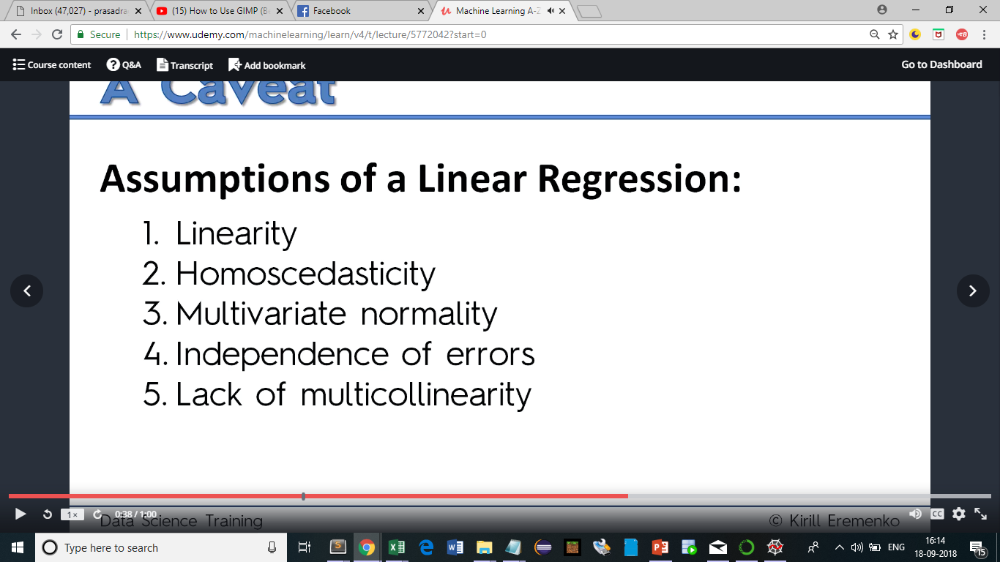 Inbox (47,027) - prasadra
(15) How to Use GIMP (Be
Facebook
Machine Learning A-Z
Secure
https://www.udemy.com/machinelearning/learn/v4/t/lecture/5772042?start=0
Course content
Q&A
Transcript
Add bookmark
Go to Dashboard
A Caveat
Assumptions of a Linear Regression:
1. Linearity
2. Homoscedasticity
3. Multivariate normality
4. Independence of errors
5. Lack of multicollinearity
1×
0:38 / 1:00
CC
Data Science Training
© Kirill Eremenko
Type here to search
ENG
16:14
18-09-2018
15